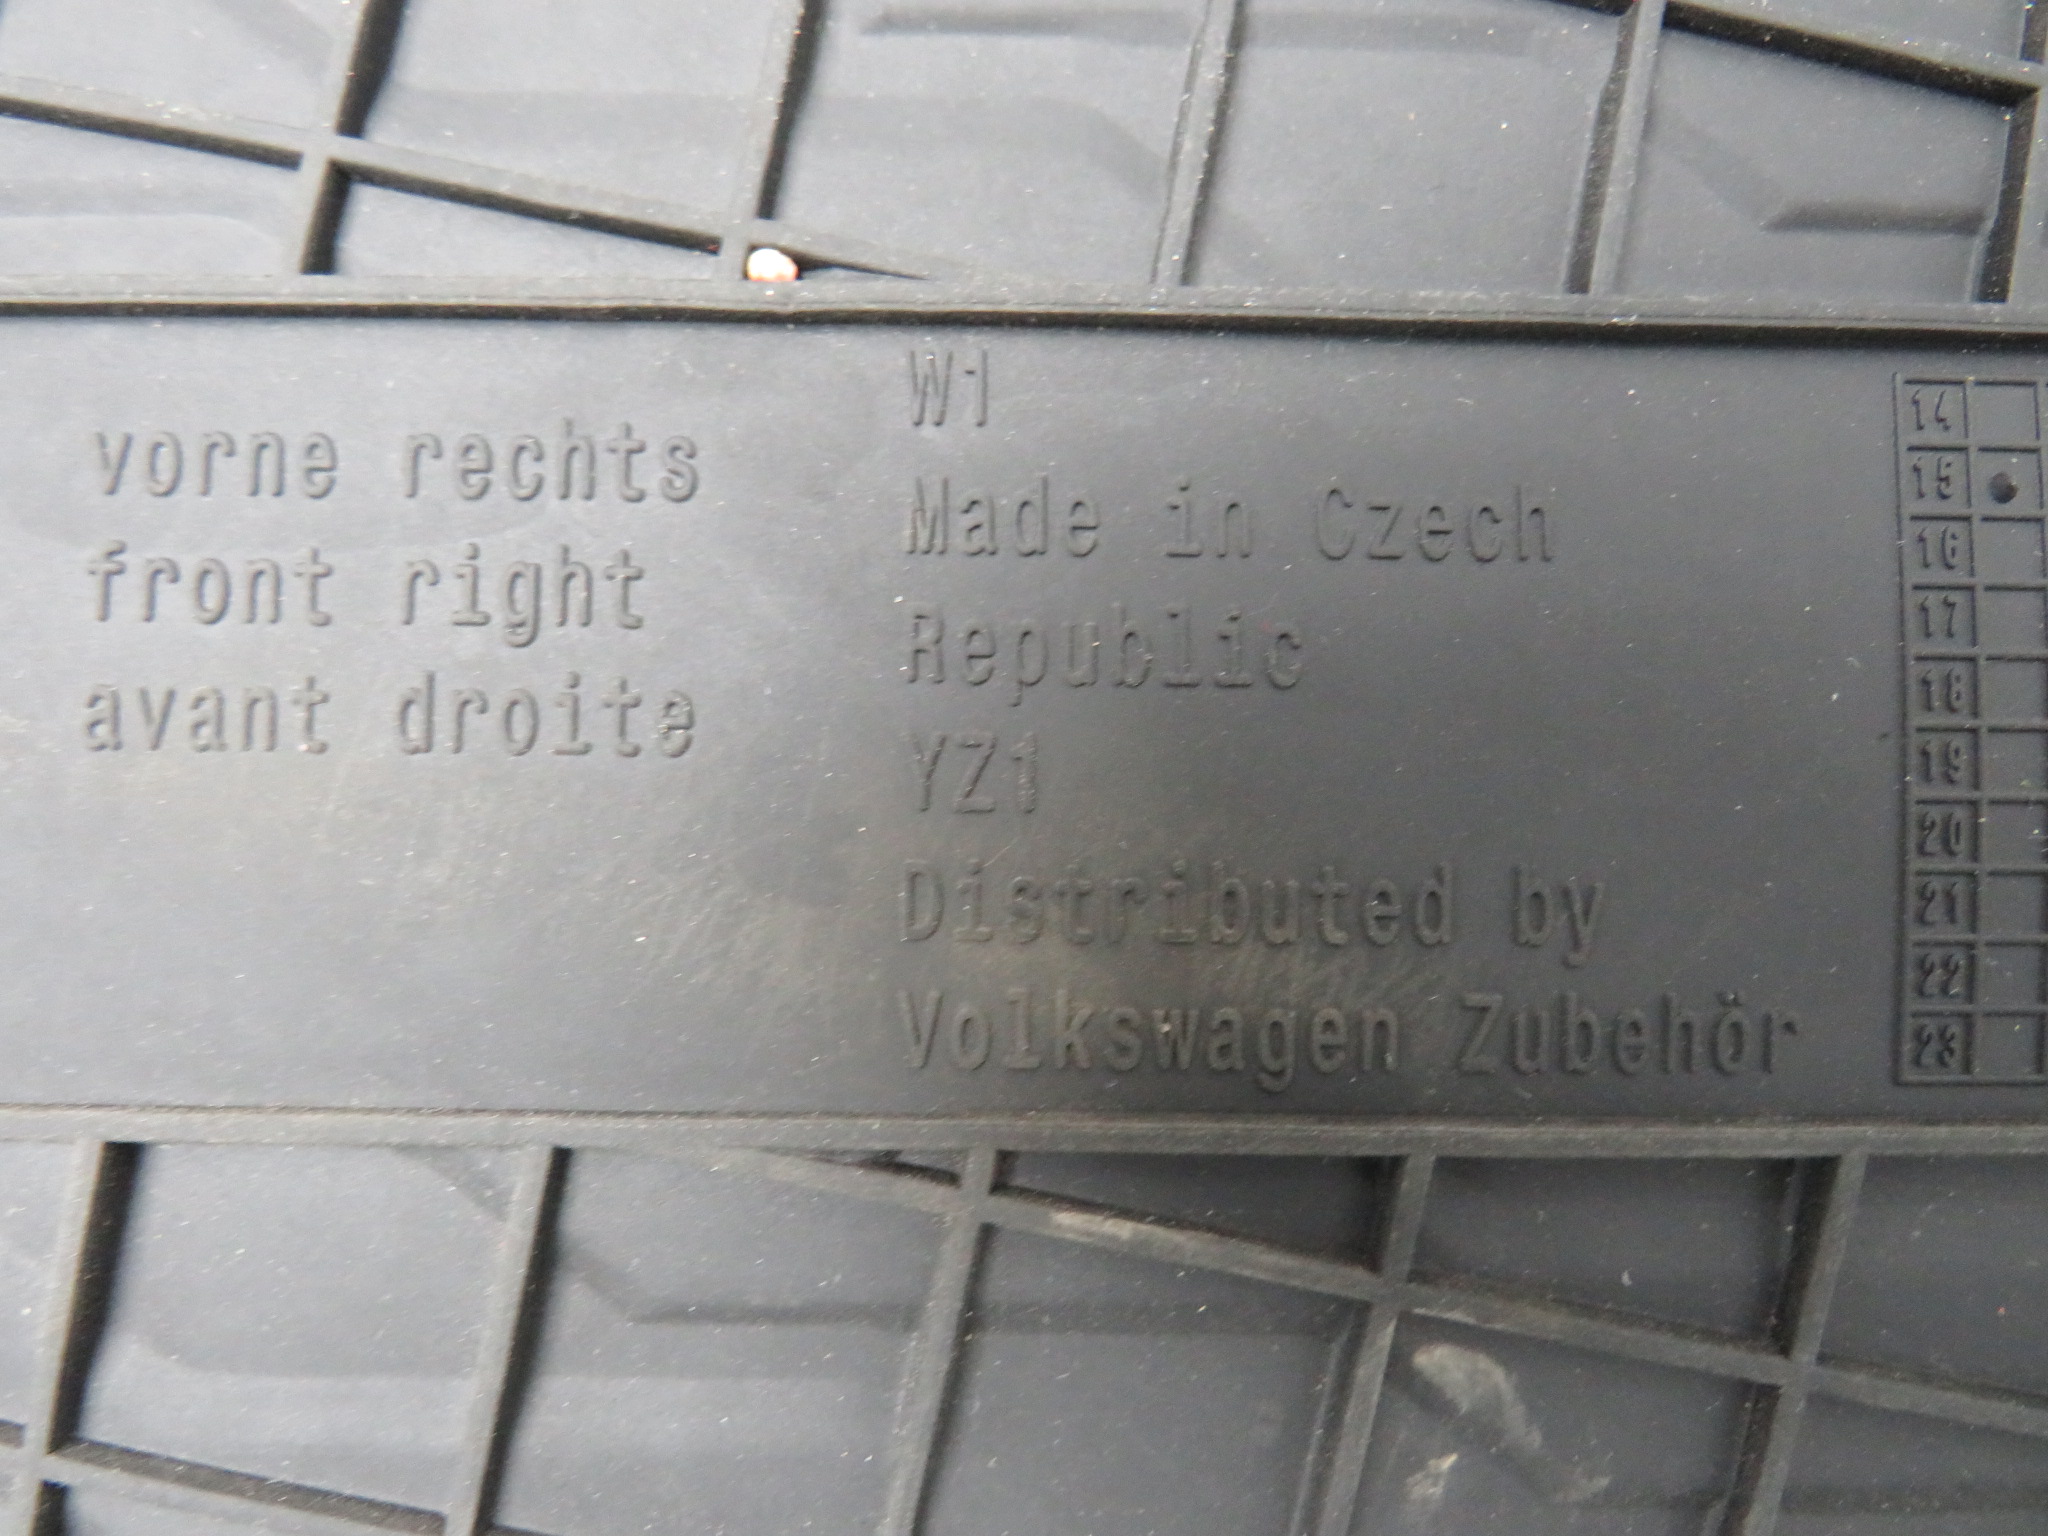 vorne rechts
front right
avant droite
W1
Made in Czech
Republic
YZ1
Distributed by
Volkswagen Zubehör
14
15
16
17
18
19
20
21
22
23